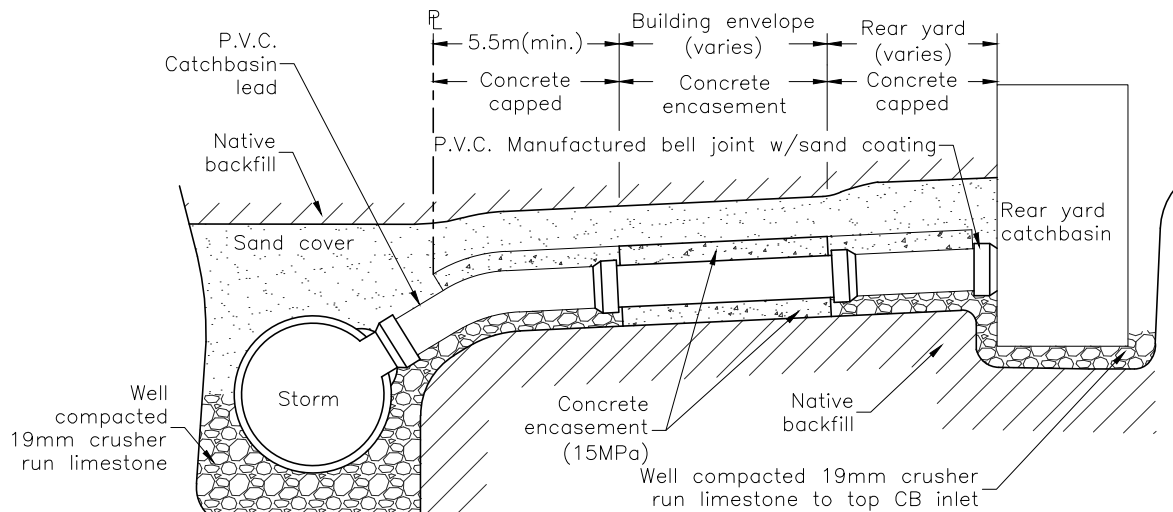 ℄
5.5m(min.)
Building envelope
(varies)
Rear yard
(varies)
P.V.C.
Catchbasin
lead
Concrete
capped
Concrete
encasement
Concrete
capped
Native
backfill
P.V.C. Manufactured bell joint w/sand coating
Sand cover
Rear yard
catchbasin
Storm
Well
compacted
19mm crusher
run limestone
Concrete
encasement
(15MPa)
Native
backfill
Well compacted 19mm crusher
run limestone to top CB inlet